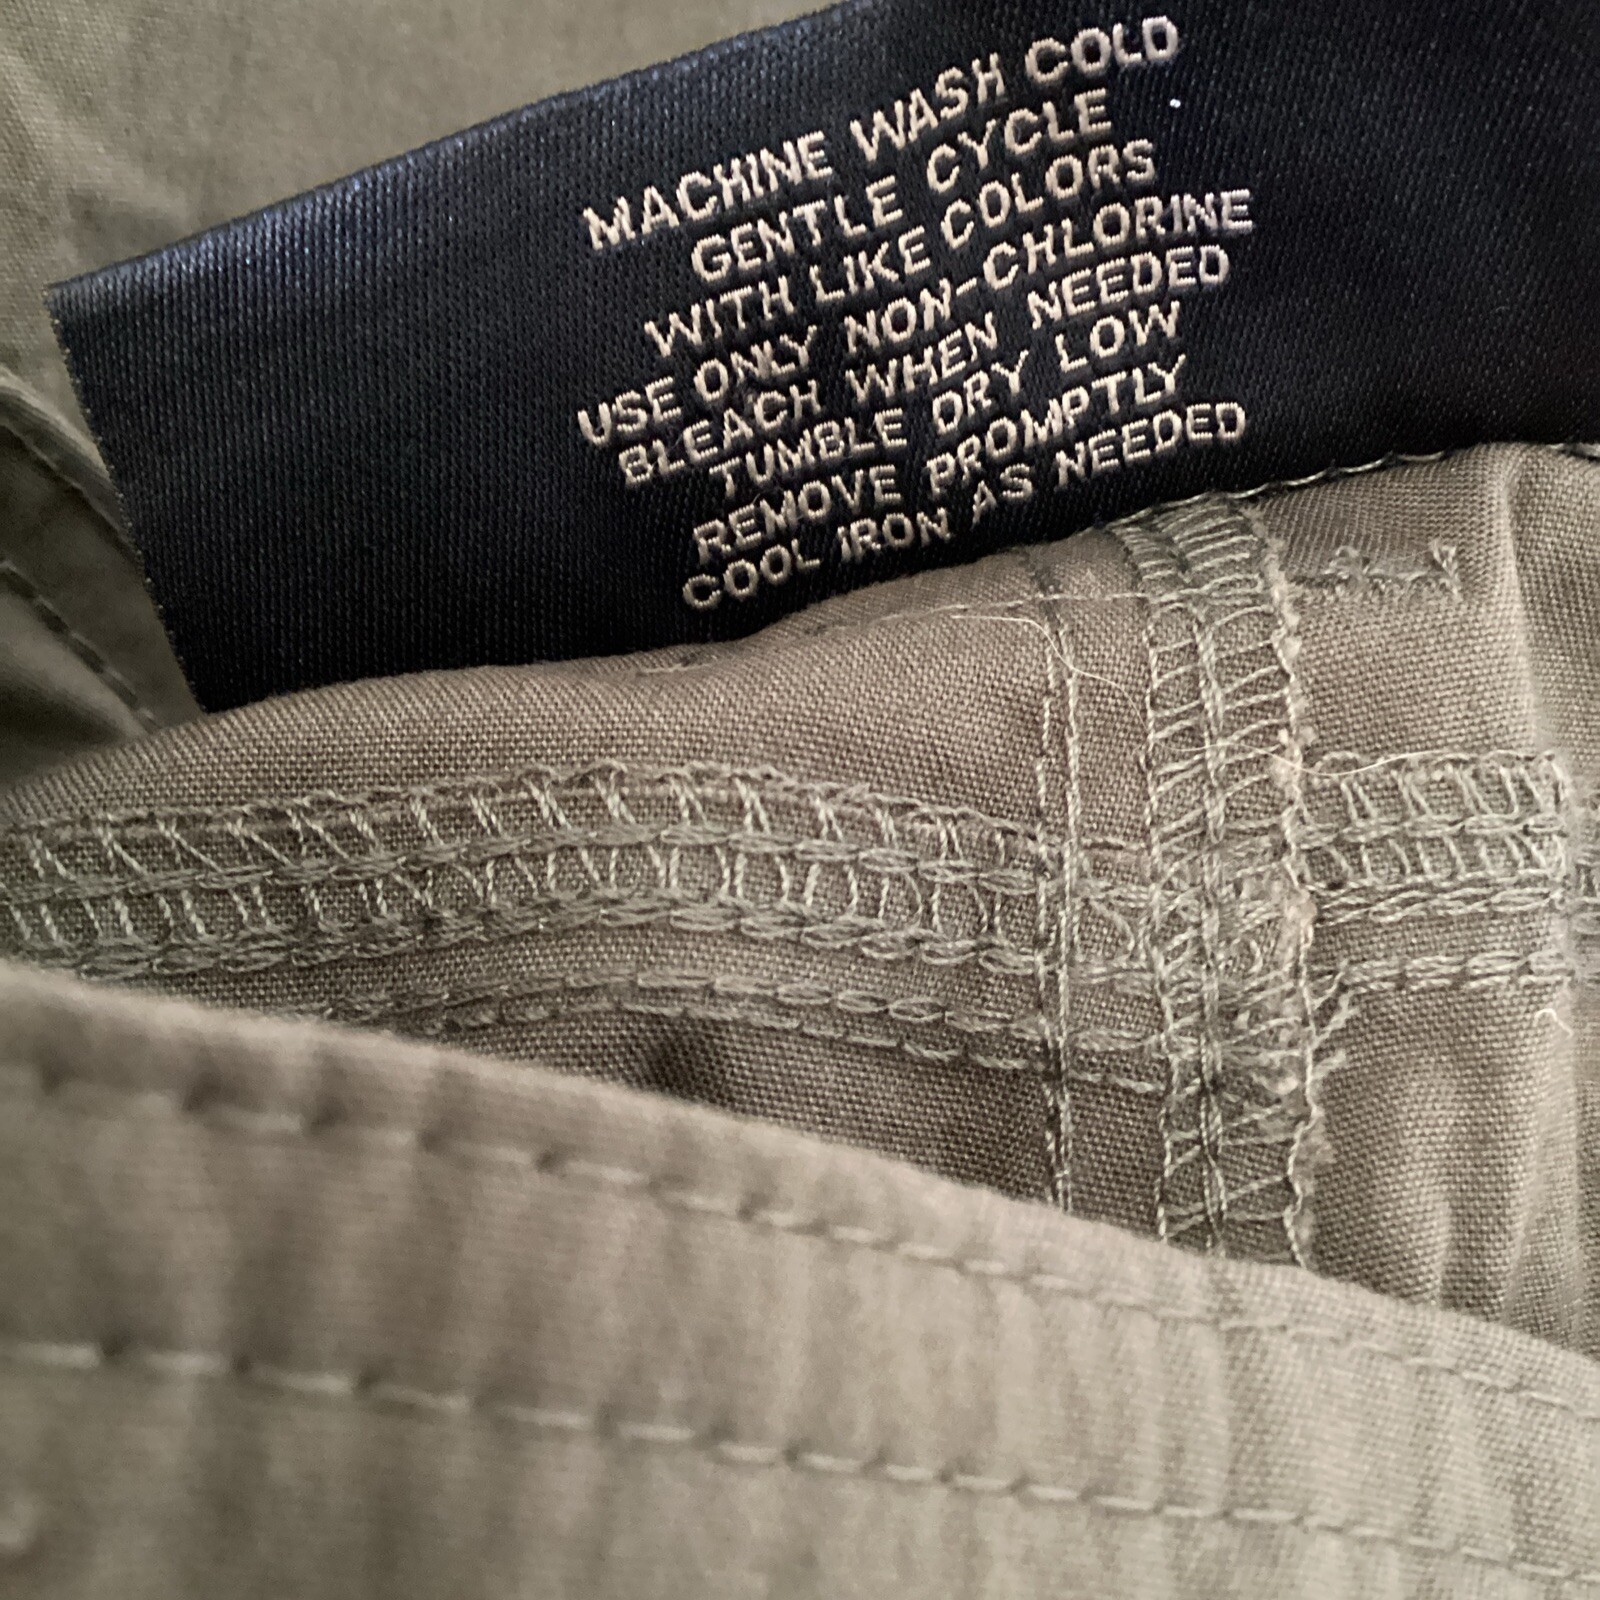 MACHINE WASH COLD
GENTLE CYCLE
WITH LIKE COLORS
USE ONLY NON-CHLORINE
BLEACH WHEN NEEDED
TUMBLE DRY LOW
REMOVE PROMPTLY
COOL IRON AS NEEDED